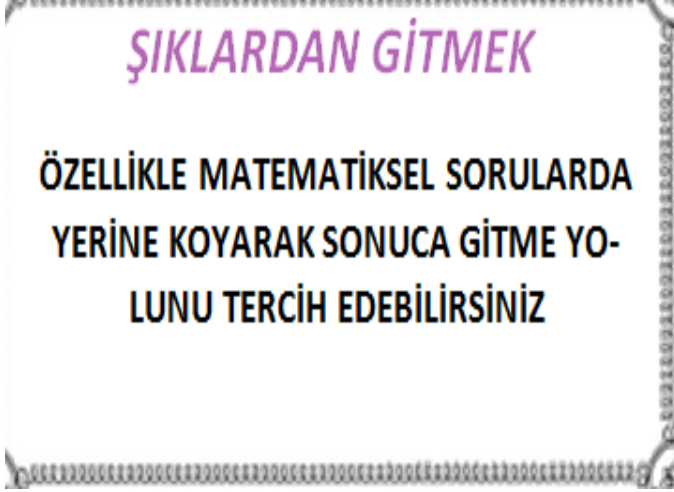 ŞIKLARDAN GİTMEK
ÖZELLİKLE MATEMATİKSEL SORULARDA
YERİNE KOYARAK SONUCA GİTME YO-
LUNU TERCİH EDEBİLİRSİNİZ